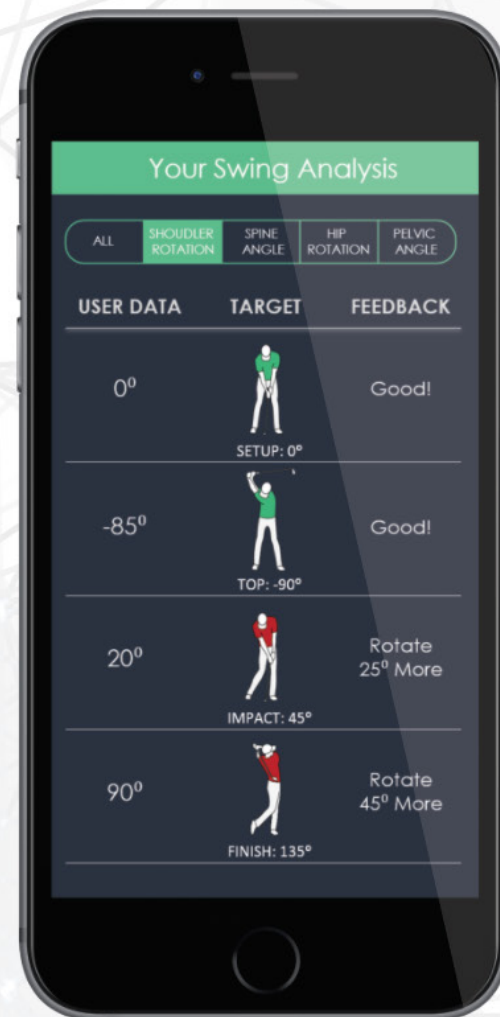 Your Swing Analysis
ALL
SHOUDLER
ROTATION
SPINE
ANGLE
HIP
ROTATION
PELVIC
ANGLE
USER DATA TARGET FEEDBACK
0⁰
Good!
SETUP: 0°
-85⁰
Good!
TOP: -90°
20⁰
Rotate
25⁰ More
IMPACT: 45°
90⁰
Rotate
45⁰ More
FINISH: 135°